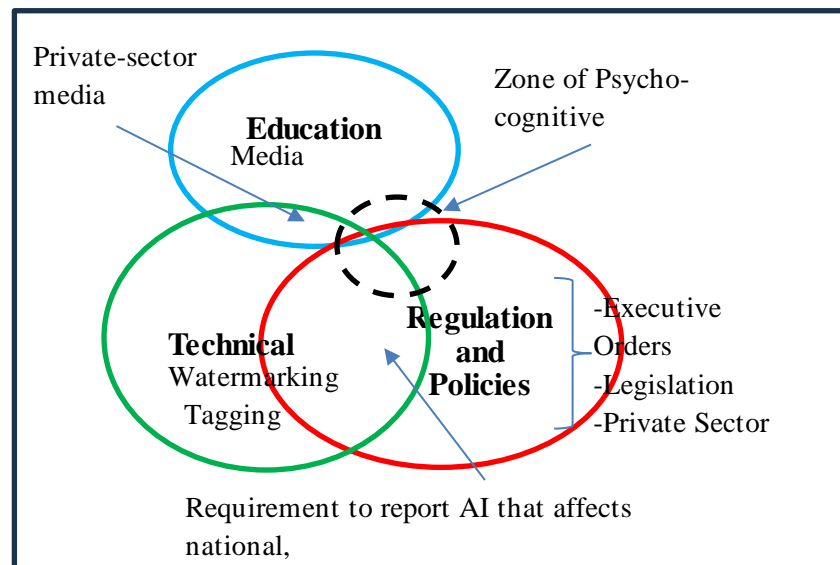 Private-sector
media
Zone of Psycho-
cognitive
Education
Media
Technical
Watermarking
Tagging
Regulation
and
Policies
-Executive
Orders
-Legislation
-Private Sector
Requirement to report AI that affects
national,